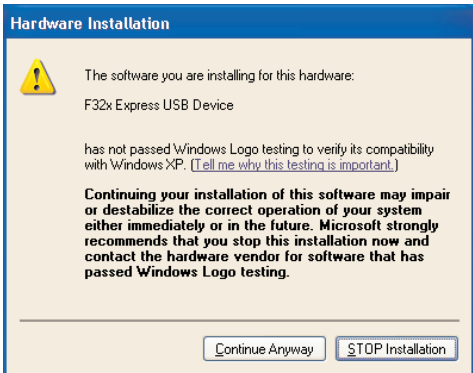 Hardware Installation
The software you are installing for this hardware:
F32x Express USB Device
has not passed Windows Logo testing to verify its compatibility
with Windows XP. (Tell me why this testing is important.)
Continuing your installation of this software may impair
or destabilize the correct operation of your system
either immediately or in the future. Microsoft strongly
recommends that you stop this installation now and
contact the hardware vendor for software that has
passed Windows Logo testing.
Continue Anyway
STOP Installation